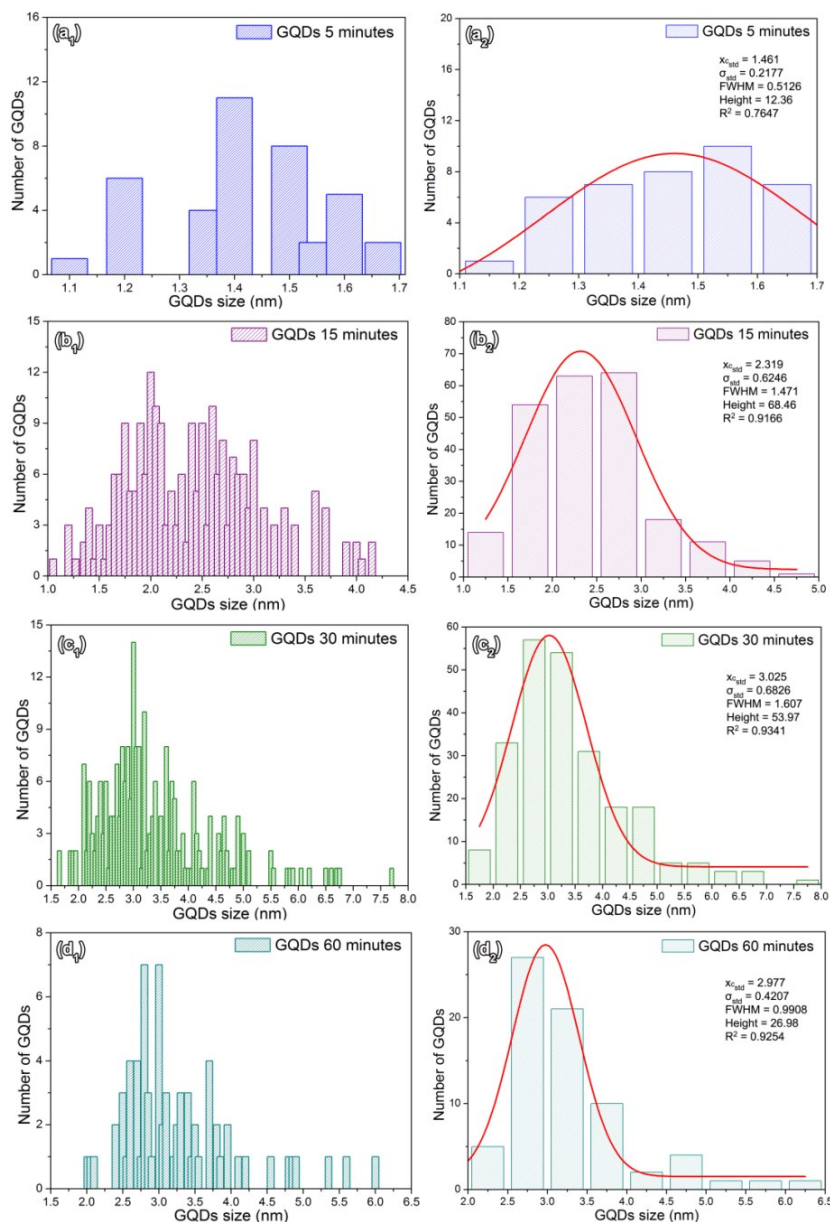 (a1)
GQDs 5 minutes
16
12
8
4
0
Number of GQDs
1.1 1.2 1.3 1.4 1.5 1.6 1.7
GQDs size (nm)
(a2)
GQDs 5 minutes
xc_std = 1.461
σ_std = 0.2177
FWHM = 0.5126
Height = 12.36
R² = 0.7647
20
16
12
8
4
0
Number of GQDs
1.1 1.2 1.3 1.4 1.5 1.6 1.7
GQDs size (nm)
(b1)
GQDs 15 minutes
15
12
9
6
3
0
Number of GQDs
1.0 1.5 2.0 2.5 3.0 3.5 4.0 4.5
GQDs size (nm)
(b2)
GQDs 15 minutes
xc_std = 2.319
σ_std = 0.6246
FWHM = 1.471
Height = 68.46
R² = 0.9166
80
70
60
50
40
30
20
10
0
Number of GQDs
1.0 1.5 2.0 2.5 3.0 3.5 4.0 4.5 5.0
GQDs size (nm)
(c1)
GQDs 30 minutes
15
12
9
6
3
0
Number of GQDs
1.5 2.0 2.5 3.0 3.5 4.0 4.5 5.0 5.5 6.0 6.5 7.0 7.5 8.0
GQDs size (nm)
(c2)
GQDs 30 minutes
xc_std = 3.025
σ_std = 0.6826
FWHM = 1.607
Height = 53.97
R² = 0.9341
60
50
40
30
20
10
0
Number of GQDs
1.5 2.0 2.5 3.0 3.5 4.0 4.5 5.0 5.5 6.0 6.5 7.0 7.5 8.0
GQDs size (nm)
(d1)
GQDs 60 minutes
8
6
4
2
0
Number of GQDs
1.5 2.0 2.5 3.0 3.5 4.0 4.5 5.0 5.5 6.0 6.5
GQDs size (nm)
(d2)
GQDs 60 minutes
xc_std = 2.977
σ_std = 0.4207
FWHM = 0.9908
Height = 26.98
R² = 0.9254
30
20
10
0
Number of GQDs
2.0 2.5 3.0 3.5 4.0 4.5 5.0 5.5 6.0 6.5
GQDs size (nm)